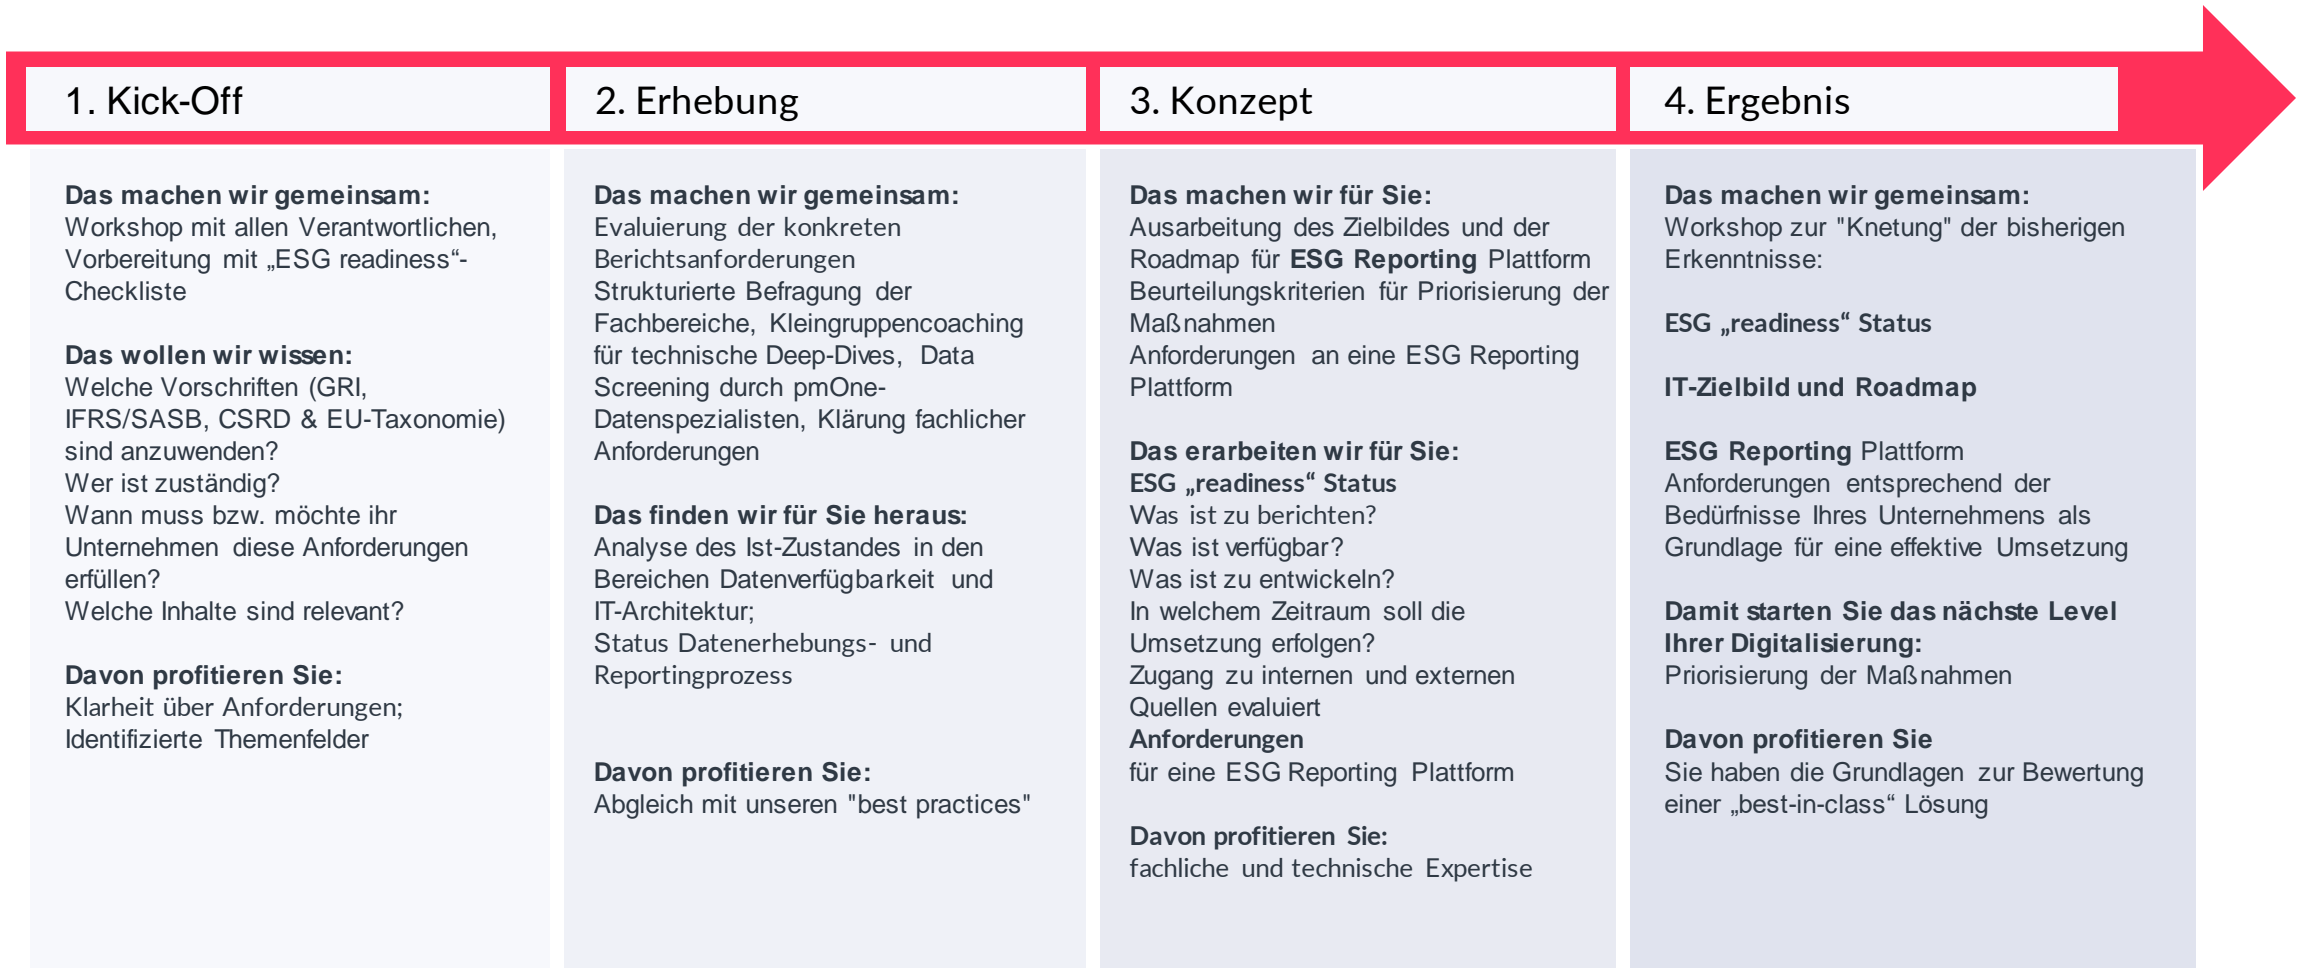 1. Kick-Off
2. Erhebung
3. Konzept
4. Ergebnis
Das machen wir gemeinsam:
Workshop mit allen Verantwortlichen,
Vorbereitung mit „ESG readiness“-
Checkliste
Das wollen wir wissen:
Welche Vorschriften (GRI,
IFRS/SASB, CSRD & EU-Taxonomie)
sind anzuwenden?
Wer ist zuständig?
Wann muss bzw. möchte ihr
Unternehmen diese Anforderungen
erfüllen?
Welche Inhalte sind relevant?
Davon profitieren Sie:
Klarheit über Anforderungen;
Identifizierte Themenfelder
Das machen wir gemeinsam:
Evaluierung der konkreten
Berichtsanforderungen
Strukturierte Befragung der
Fachbereiche, Kleingruppencoaching
für technische Deep-Dives, Data
Screening durch pmOne-
Datenspezialisten, Klärung fachlicher
Anforderungen
Das finden wir für Sie heraus:
Analyse des Ist-Zustandes in den
Bereichen Datenverfügbarkeit und
IT-Architektur;
Status Datenerhebungs- und
Reportingprozess
Davon profitieren Sie:
Abgleich mit unseren "best practices"
Das machen wir für Sie:
Ausarbeitung des Zielbildes und der
Roadmap für ESG Reporting Plattform
Beurteilungskriterien für Priorisierung der
Maßnahmen
Anforderungen an eine ESG Reporting
Plattform
Das erarbeiten wir für Sie:
ESG „readiness“ Status
Was ist zu berichten?
Was ist verfügbar?
Was ist zu entwickeln?
In welchem Zeitraum soll die
Umsetzung erfolgen?
Zugang zu internen und externen
Quellen evaluiert
Anforderungen
für eine ESG Reporting Plattform
Davon profitieren Sie:
fachliche und technische Expertise
Das machen wir gemeinsam:
Workshop zur "Knetung" der bisherigen
Erkenntnisse:
ESG „readiness“ Status
IT-Zielbild und Roadmap
ESG Reporting Plattform
Anforderungen entsprechend der
Bedürfnisse Ihres Unternehmens als
Grundlage für eine effektive Umsetzung
Damit starten Sie das nächste Level
Ihrer Digitalisierung:
Priorisierung der Maßnahmen
Davon profitieren Sie
Sie haben die Grundlagen zur Bewertung
einer „best-in-class“ Lösung